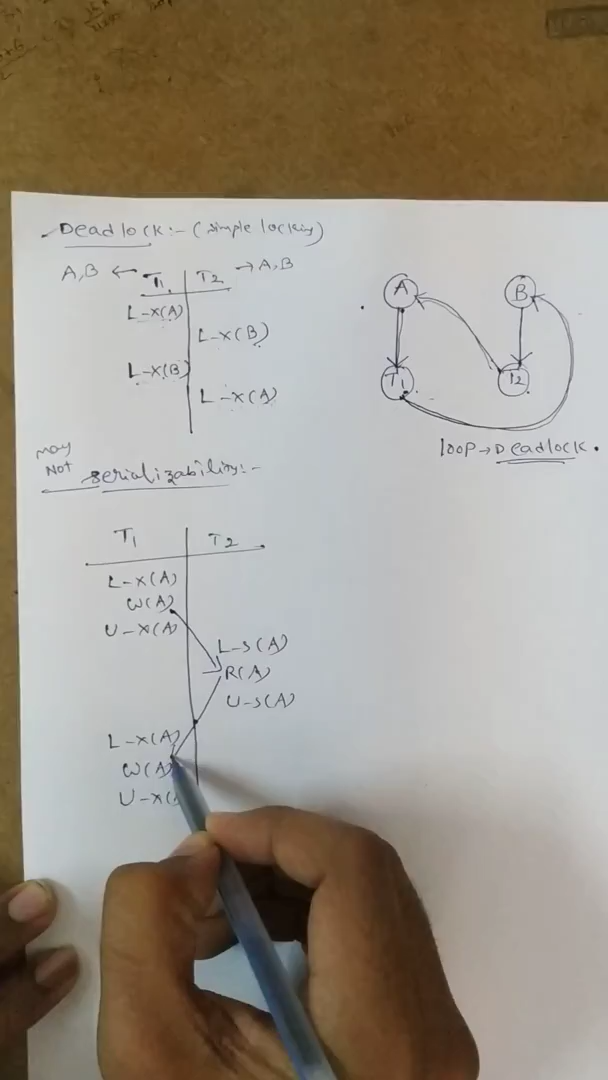 Deadlock:- (simple locking)
A,B ← T1 T2 → A,B
L-X(A)
L-X(B)
L-X(B)
L-X(A)
A B
T1 T2
loop→Deadlock.
may
Not serializability:-
T1 T2
L-X(A)
W(A)
U-X(A)
L-S(A)
R(A)
U-S(A)
L-X(A)
W(A)
U-X(